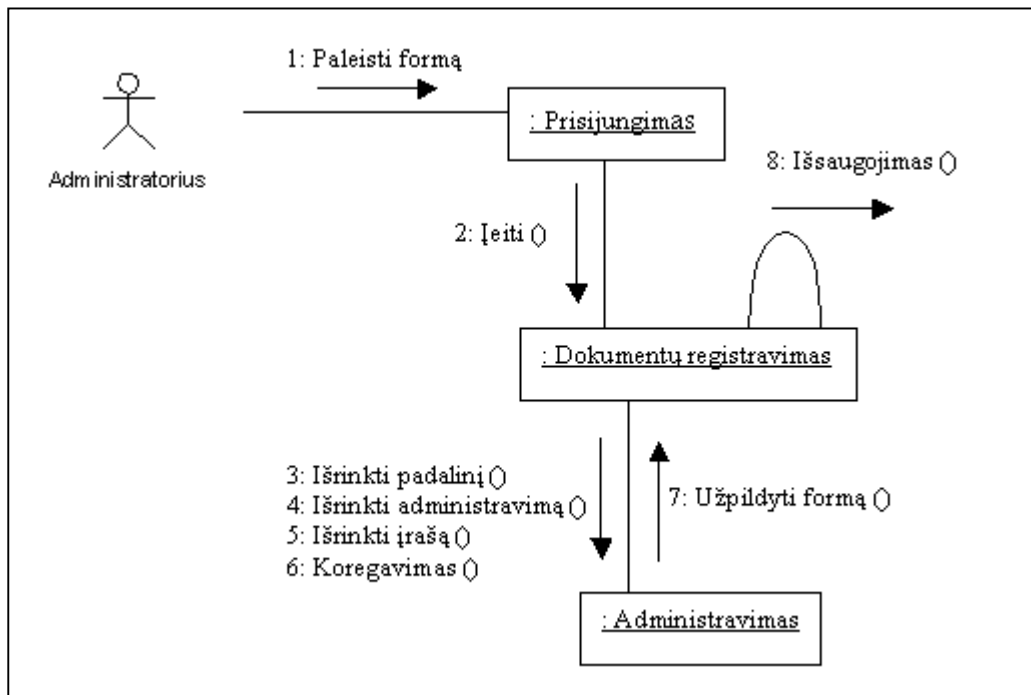 1: Paleisti formą
: Prisijungimas
Administratorius
8: Išsaugojimas ()
2: Įeiti ()
: Dokumentų registravimas
3: Išrinkti padalinį ()
4: Išrinkti administravimą ()
5: Išrinkti įrašą ()
6: Koregavimas ()
7: Užpildyti formą ()
: Administravimas